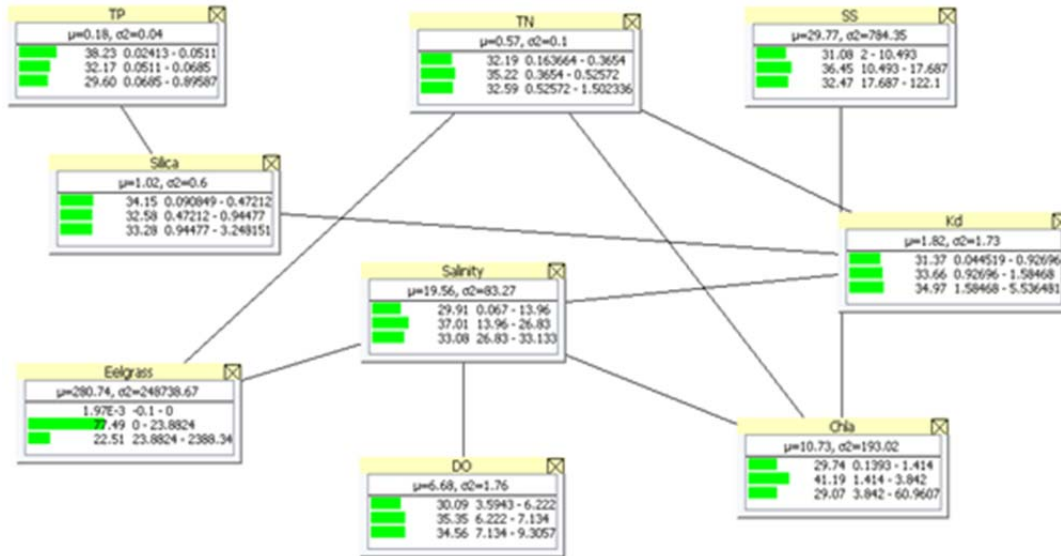 TP
μ=0.18, σ2=0.04
38.23 0.02413 - 0.0511
32.17 0.0511 - 0.0685
29.60 0.0685 - 0.89587
TN
μ=0.57, σ2=0.1
32.19 0.163664 - 0.3654
35.22 0.3654 - 0.52572
32.59 0.52572 - 1.502336
SS
μ=29.77, σ2=784.35
31.08 2 - 10.493
36.45 10.493 - 17.687
32.47 17.687 - 122.1
Silica
μ=1.02, σ2=0.6
34.15 0.090849 - 0.47212
32.58 0.47212 - 0.94477
33.28 0.94477 - 3.248151
Kd
μ=1.82, σ2=1.73
31.37 0.044519 - 0.92696
33.66 0.92696 - 1.58468
34.97 1.58468 - 5.536481
Salinity
μ=19.56, σ2=83.27
29.91 0.067 - 13.96
37.01 13.96 - 26.83
33.08 26.83 - 33.133
Eelgrass
μ=280.74, σ2=248738.67
1.97E-3 -0.1 - 0
77.49 0 - 23.8824
22.51 23.8824 - 2388.34
DO
μ=6.68, σ2=1.76
30.09 3.5943 - 6.222
35.35 6.222 - 7.134
34.56 7.134 - 9.3057
Chla
μ=10.73, σ2=193.02
29.74 0.1393 - 1.414
41.19 1.414 - 3.842
29.07 3.842 - 60.9607